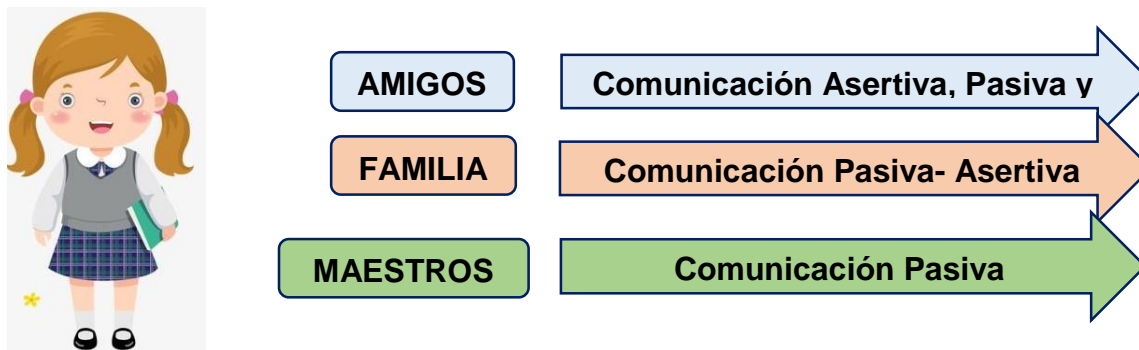 AMIGOS
Comunicación Asertiva, Pasiva y
FAMILIA
Comunicación Pasiva- Asertiva
MAESTROS
Comunicación Pasiva